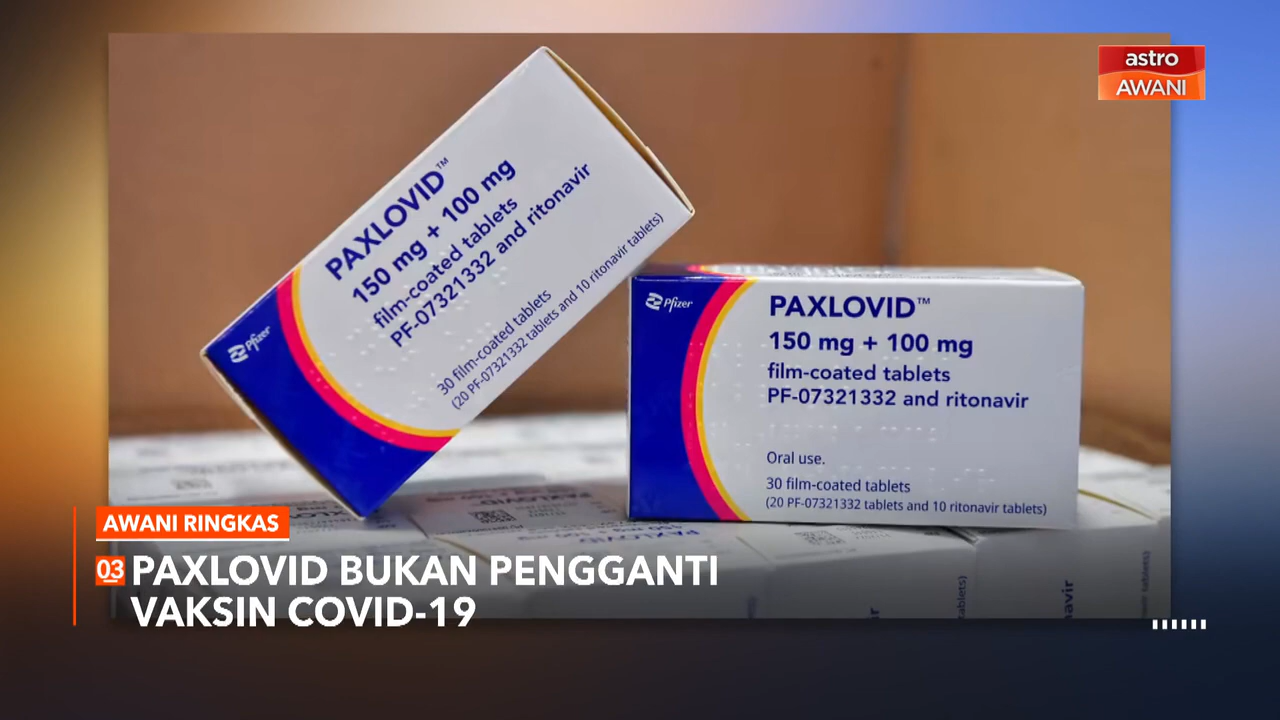 astro
AWANI
PAXLOVID™
150 mg + 100 mg
film-coated tablets
PF-07321332 and ritonavir
30 film-coated tablets
(20 PF-07321332 tablets and 10 ritonavir tablets)
Pfizer
Pfizer
PAXLOVID™
150 mg + 100 mg
film-coated tablets
PF-07321332 and ritonavir
Oral use.
30 film-coated tablets
(20 PF-07321332 tablets and 10 ritonavir tablets)
AWANI RINGKAS
03 PAXLOVID BUKAN PENGGANTI
VAKSIN COVID-19